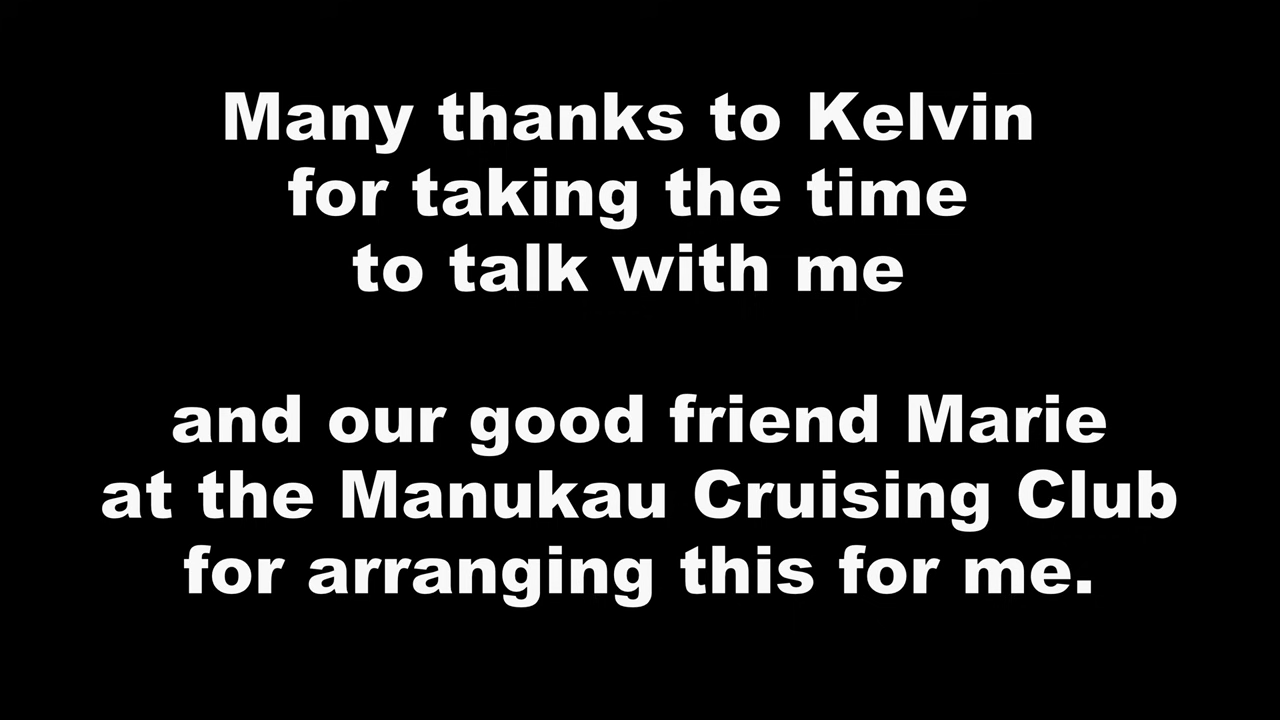 Many thanks to Kelvin
for taking the time
to talk with me
and our good friend Marie
at the Manukau Cruising Club
for arranging this for me.